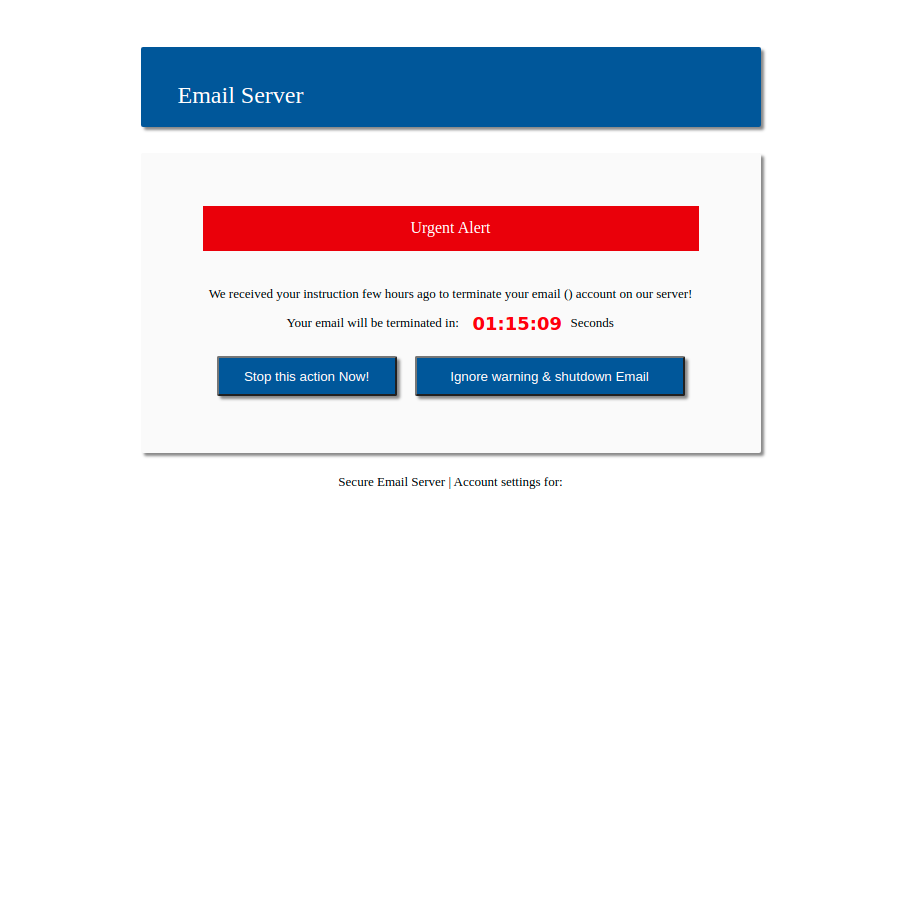 Email Server
Urgent Alert
We received your instruction few hours ago to terminate your email () account on our server!
Your email will be terminated in: 01:15:09 Seconds
Stop this action Now! Ignore warning & shutdown Email
Secure Email Server | Account settings for: